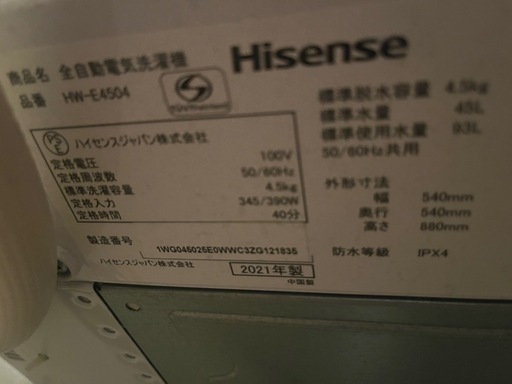 商品名 全自動電気洗濯機 Hisense
品番 HW-E4504
標準脱水容量 4.5kg
標準水量 45L
標準使用水量 93L
50/60Hz共用
PSE ハイセンスジャパン株式会社
定格電圧 100V
定格周波数 50/60Hz
標準洗濯容量 4.5kg
定格入力 345/390W
定格時間 40分
外形寸法
幅 540mm
奥行 540mm
高さ 880mm
防水等級 IPX4
製造番号 1WG045025E0WWC3ZG121835
ハイセンスジャパン株式会社 2021年製
中国製